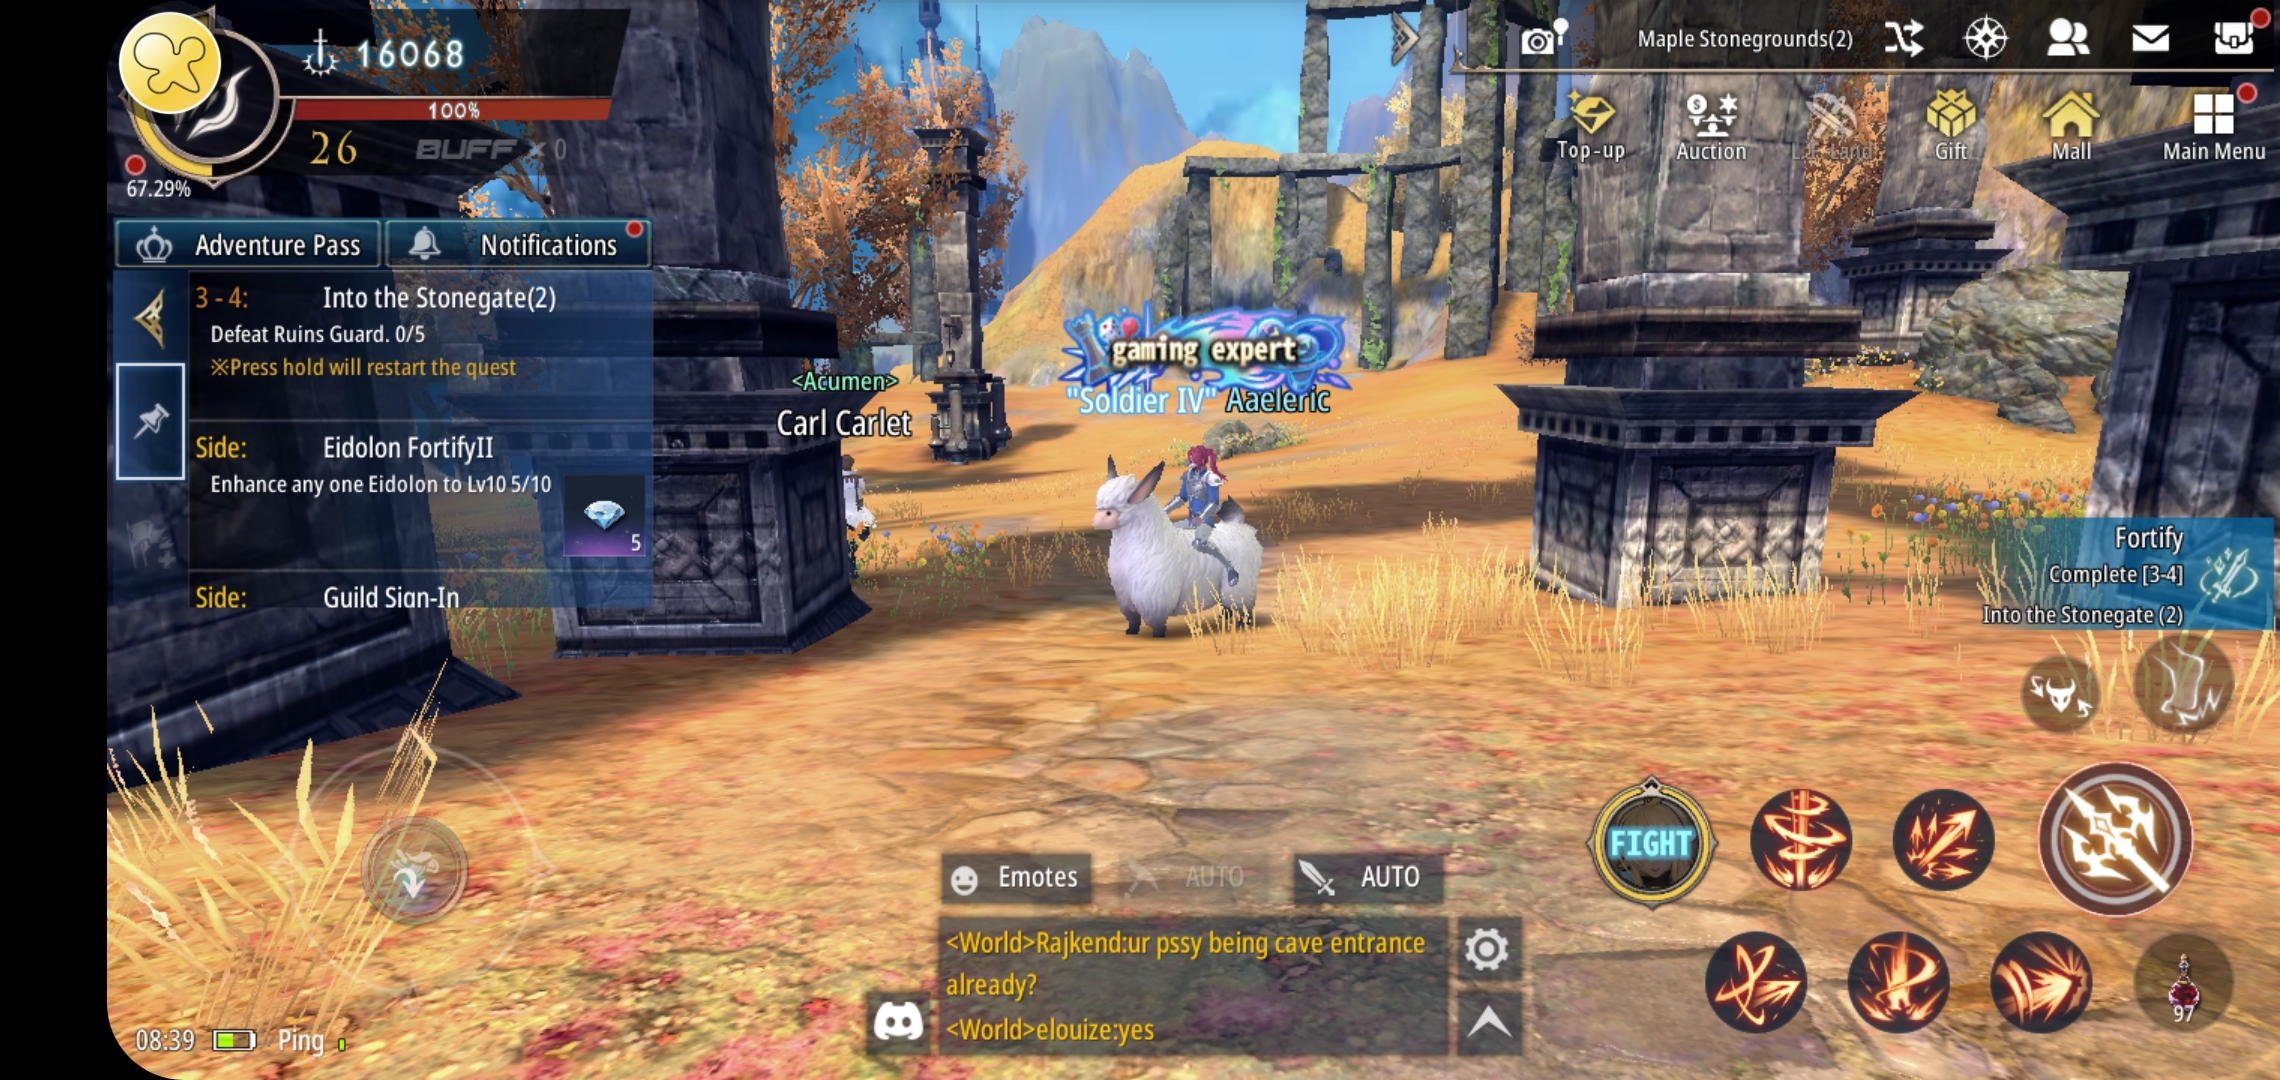 16068
Maple Stonegrounds(2)
100%
26
BUFF x 0
67.29%
Top-up
Auction
Gift
Mall
Main Menu
Adventure Pass
Notifications
3 - 4: Into the Stonegate(2)
Defeat Ruins Guard. 0/5
※Press hold will restart the quest
Side: Eidolon FortifyII
Enhance any one Eidolon to Lv10 5/10
5
Side: Guild Sign-In
gaming expert
"Soldier IV" Aaeleric
<Acumen>
Carl Carlet
Fortify
Complete [3-4]
Into the Stonegate (2)
FIGHT
Emotes
AUTO
AUTO
<World>Rajkend:ur pssy being cave entrance
already?
<World>elouize:yes
97
08:39
Ping